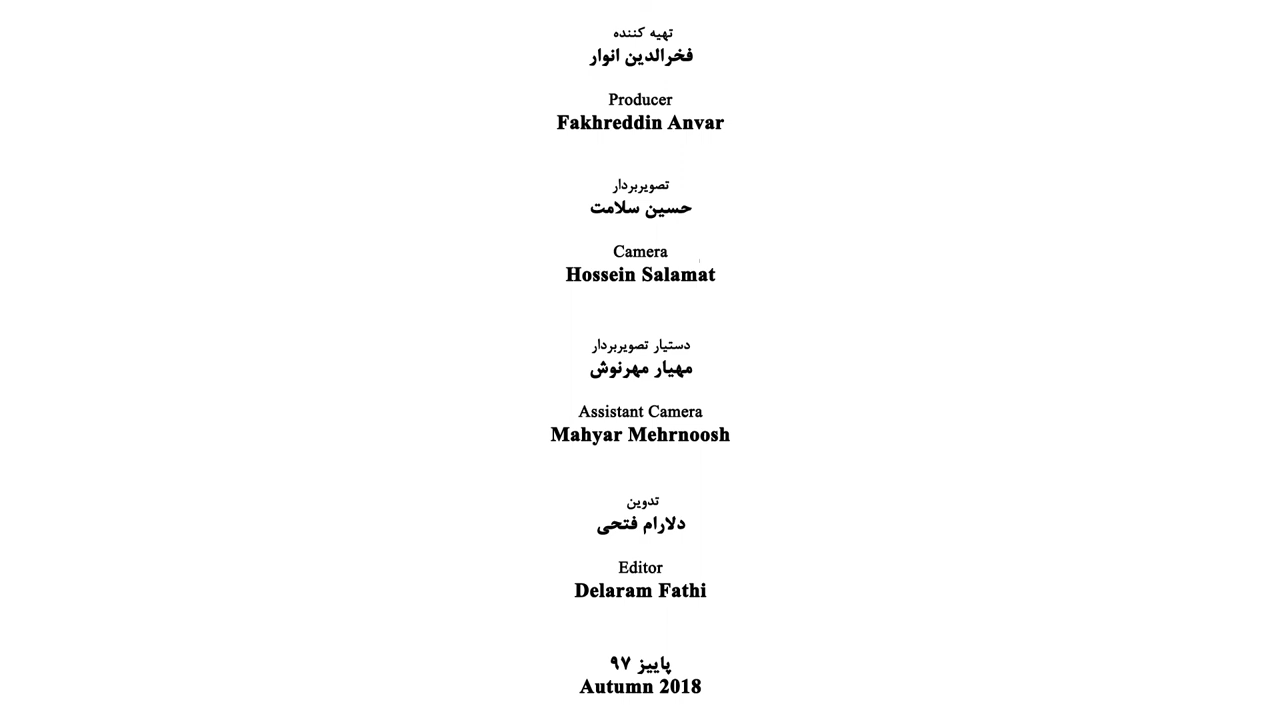 تهیه کننده
فخرالدین انوار
Producer
Fakhreddin Anvar
تصویربردار
حسین سلامت
Camera
Hossein Salamat
دستیار تصویربردار
مهیار مهرنوش
Assistant Camera
Mahyar Mehrnoosh
تدوین
دلارام فتحی
Editor
Delaram Fathi
پاییز ۹۷
Autumn 2018